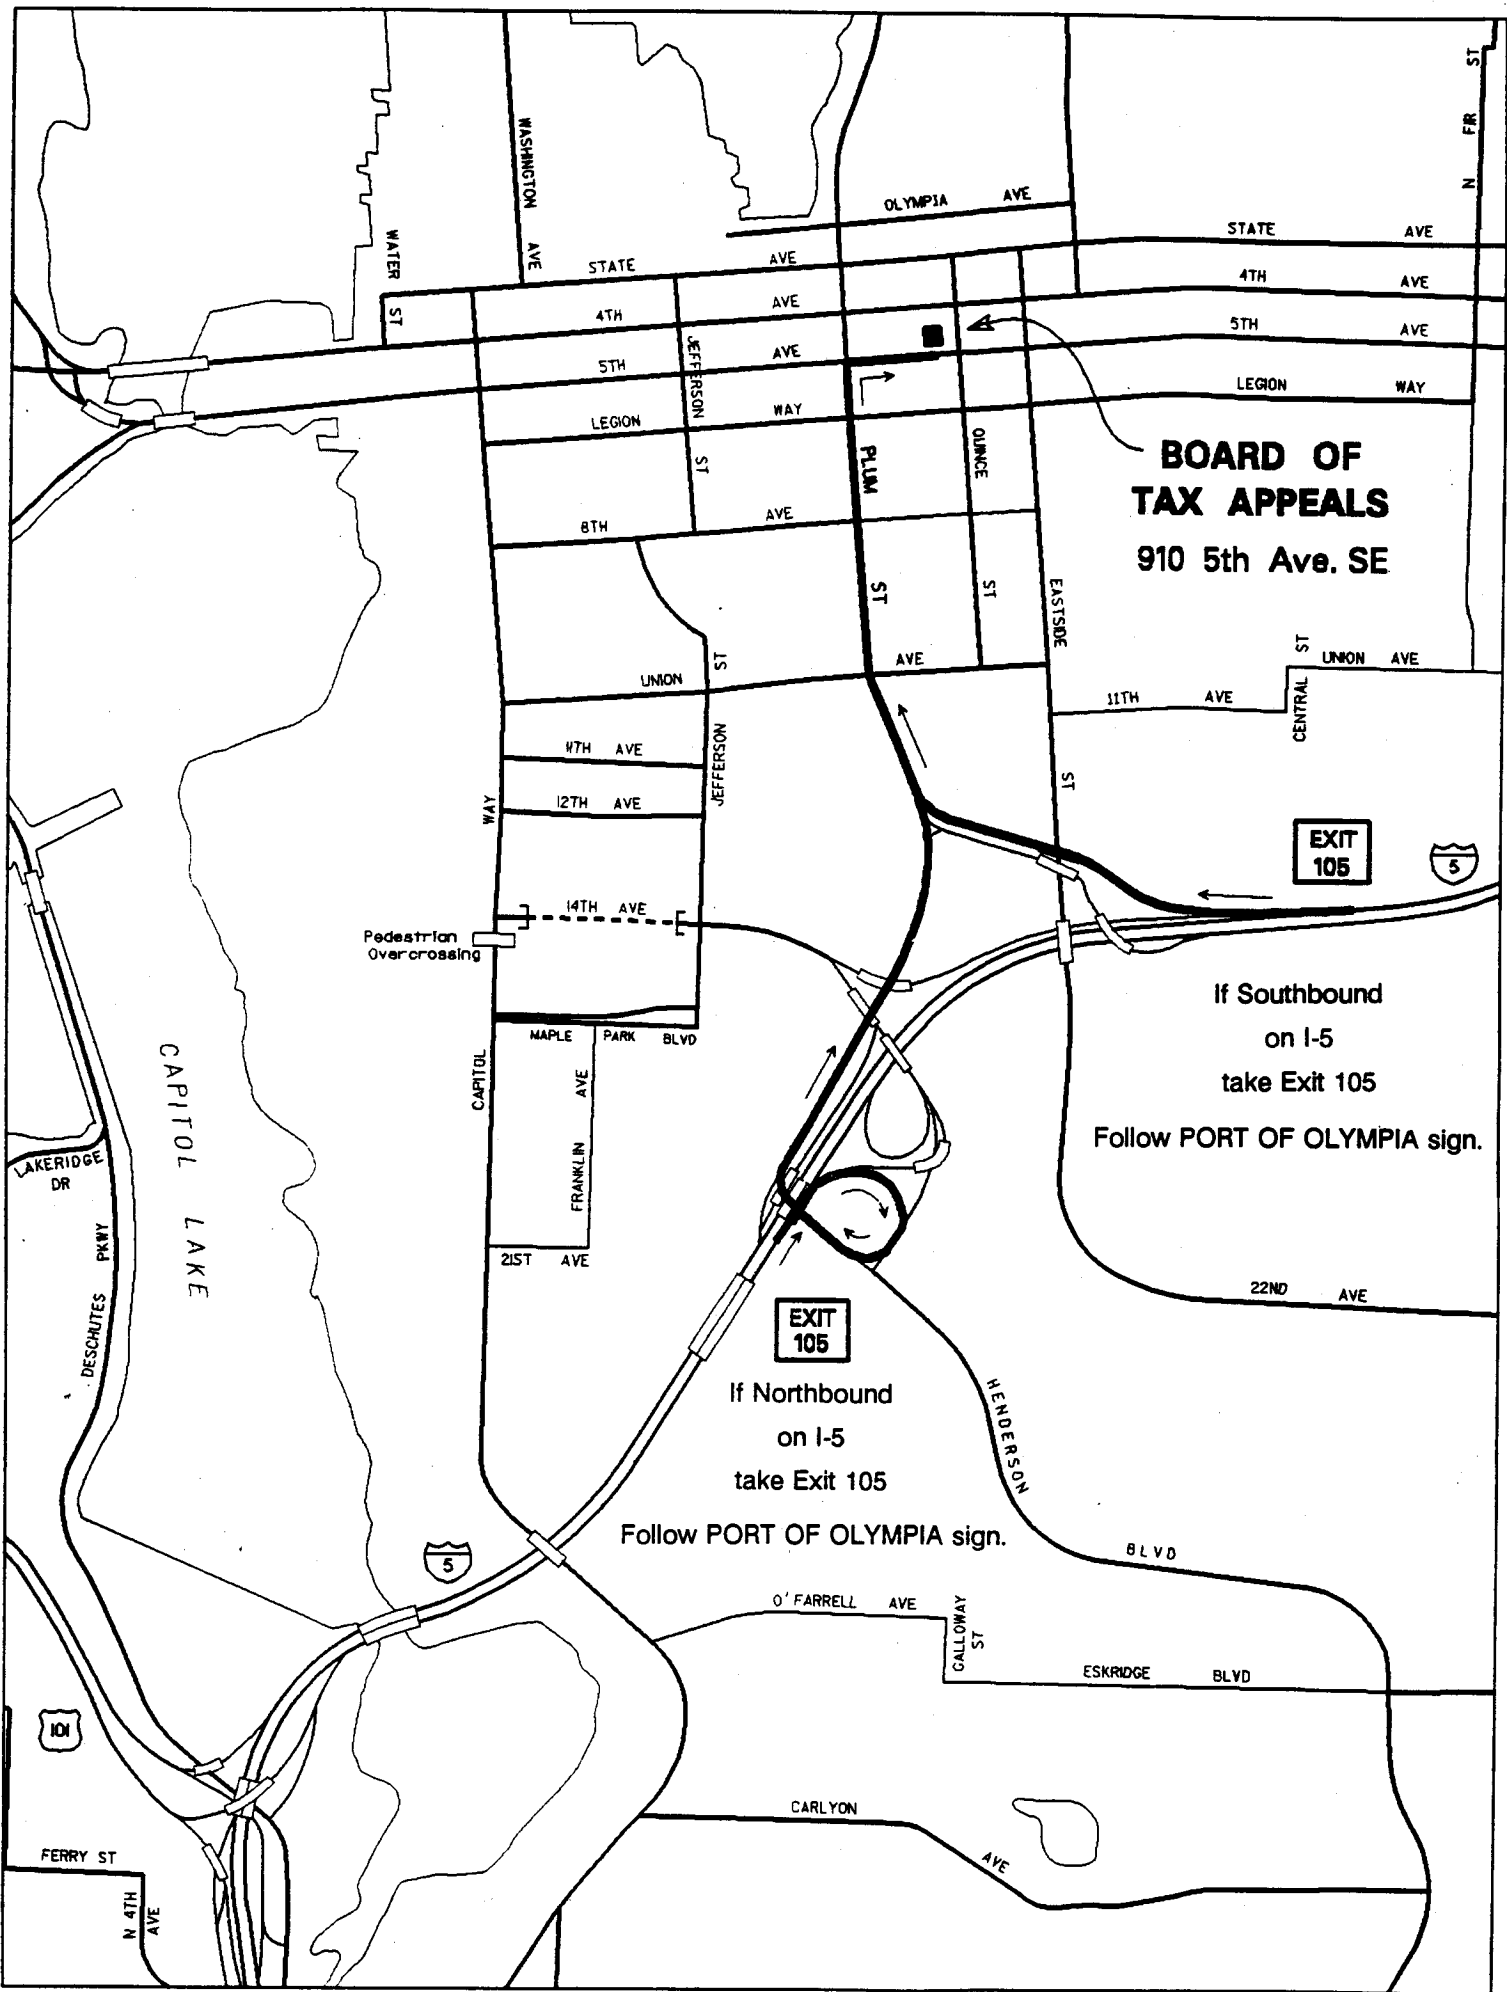 N FIR ST
WASHINGTON AVE
OLYMPIA AVE
WATER ST
STATE AVE
STATE AVE
4TH AVE
4TH AVE
5TH AVE
5TH AVE
JEFFERSON ST
LEGION WAY
LEGION WAY
PLUM ST
QUINCE ST
BOARD OF
TAX APPEALS
910 5th Ave. SE
8TH AVE
EASTSIDE ST
UNION AVE
JEFFERSON ST
CENTRAL ST
UNION AVE
11TH AVE
11TH AVE
12TH AVE
CAPITOL WAY
EXIT
105
5
14TH AVE
Pedestrian
Overcrossing
If Southbound
on I-5
take Exit 105
Follow PORT OF OLYMPIA sign.
MAPLE PARK BLVD
CAPITOL LAKE
FRANKLIN AVE
LAKERIDGE
DR
DESCHUTES PKWY
21ST AVE
22ND AVE
EXIT
105
If Northbound
on I-5
take Exit 105
Follow PORT OF OLYMPIA sign.
HENDERSON BLVD
5
O'FARRELL AVE
GALLOWAY
ST
ESKRIDGE BLVD
101
CARLYON AVE
FERRY ST
N 4TH
AVE